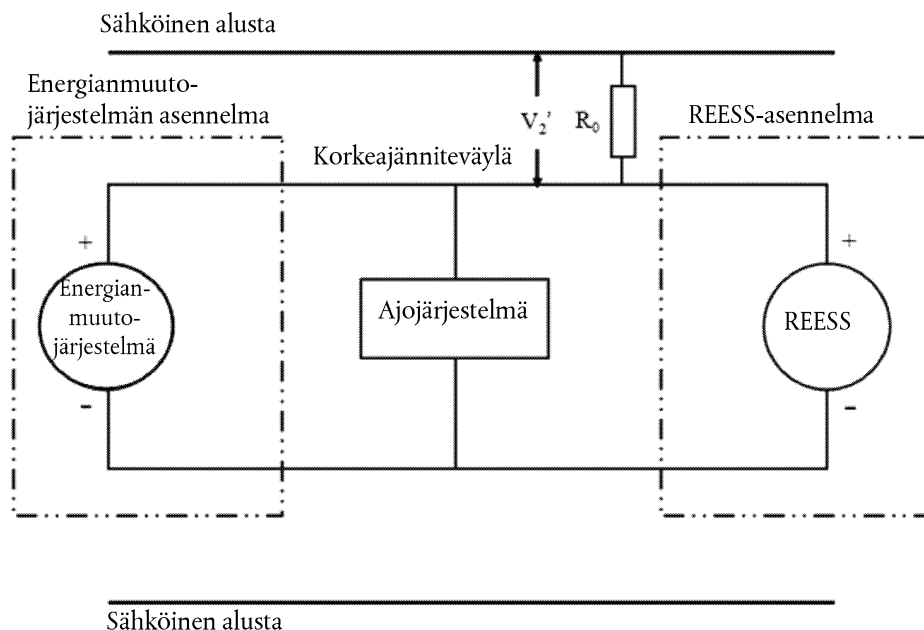 Sähköinen alusta
Energianmuuto-
järjestelmän asennelma
V₂'
R₀
REESS-asennelma
Korkeajänniteväylä
+
+
Energian-
muuto-
järjestelmä
Ajojärjestelmä
REESS
-
-
Sähköinen alusta